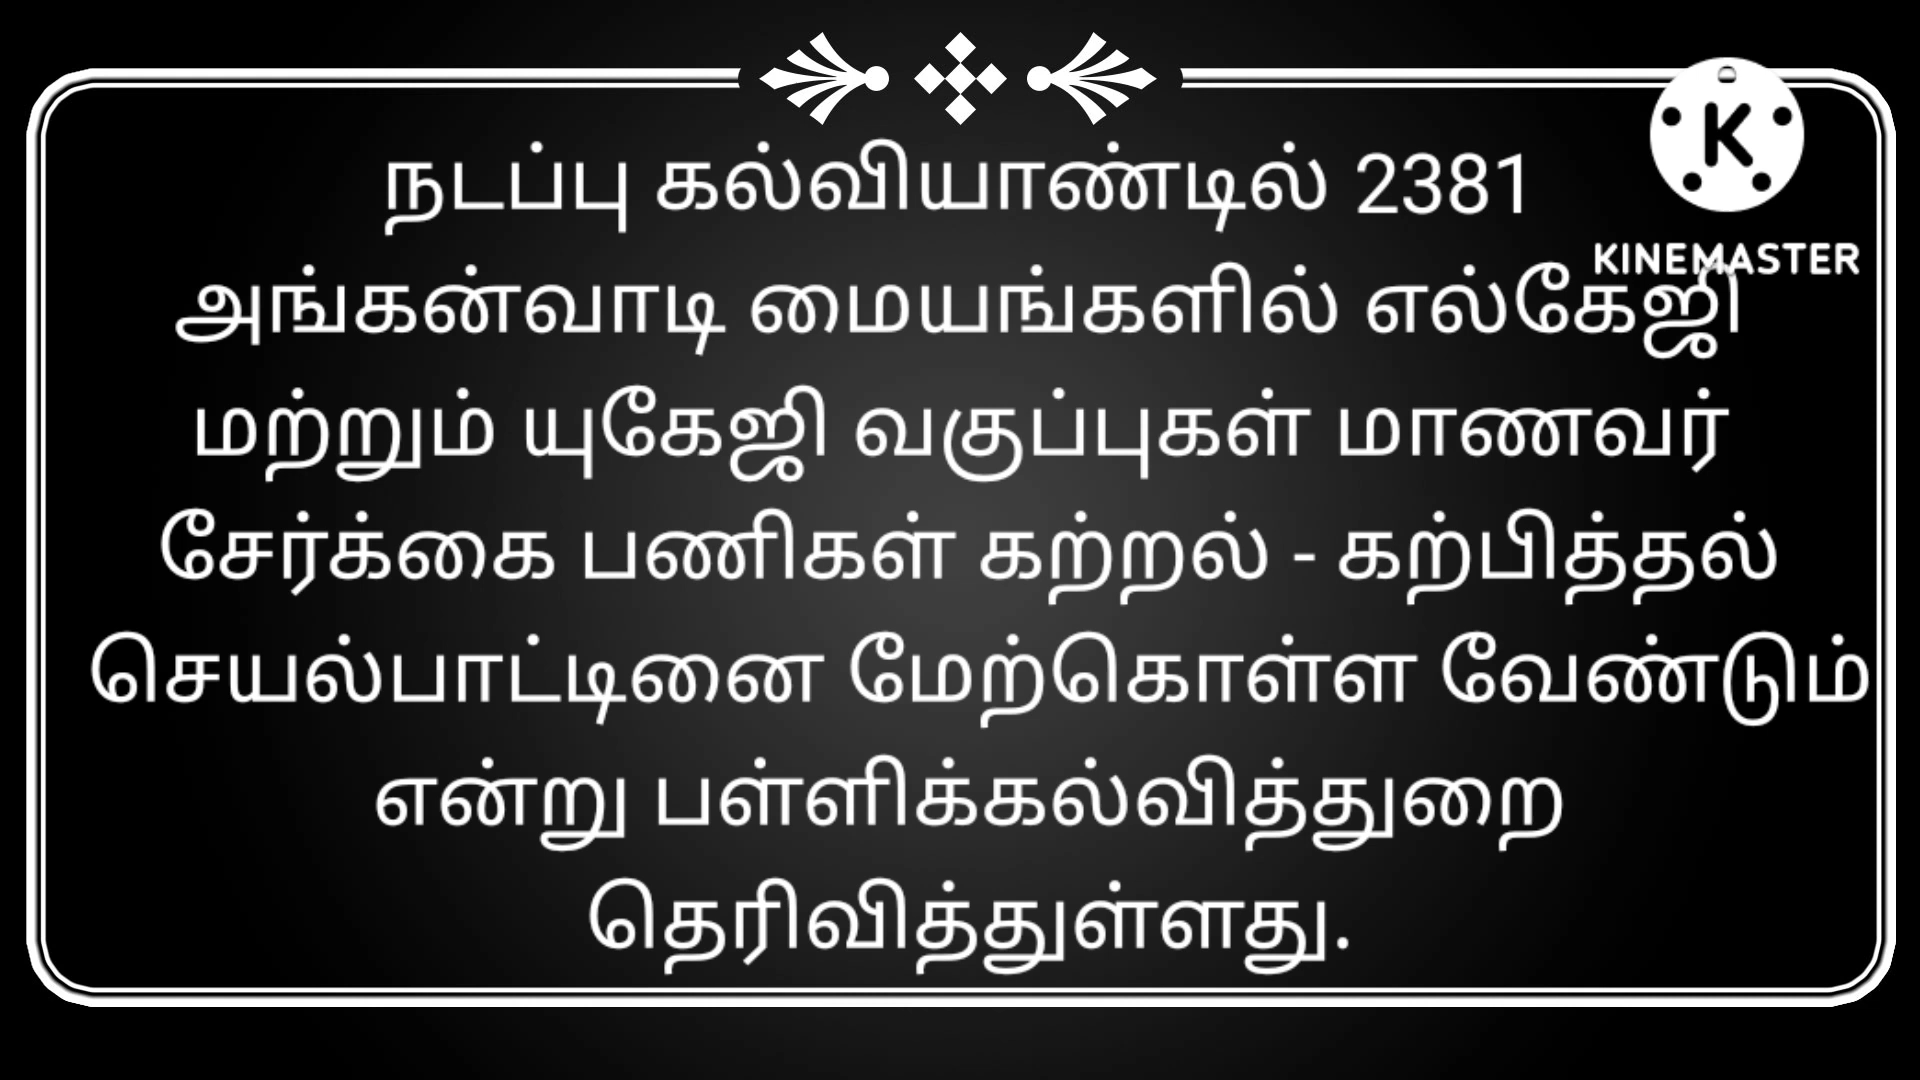 நடப்பு கல்வியாண்டில் 2381
KINEMASTER
அங்கன்வாடி மையங்களில் எல்கேஜி
மற்றும் யுகேஜி வகுப்புகள் மாணவர்
சேர்க்கை பணிகள் கற்றல் - கற்பித்தல்
செயல்பாட்டினை மேற்கொள்ள வேண்டும்
என்று பள்ளிக்கல்வித்துறை
தெரிவித்துள்ளது.